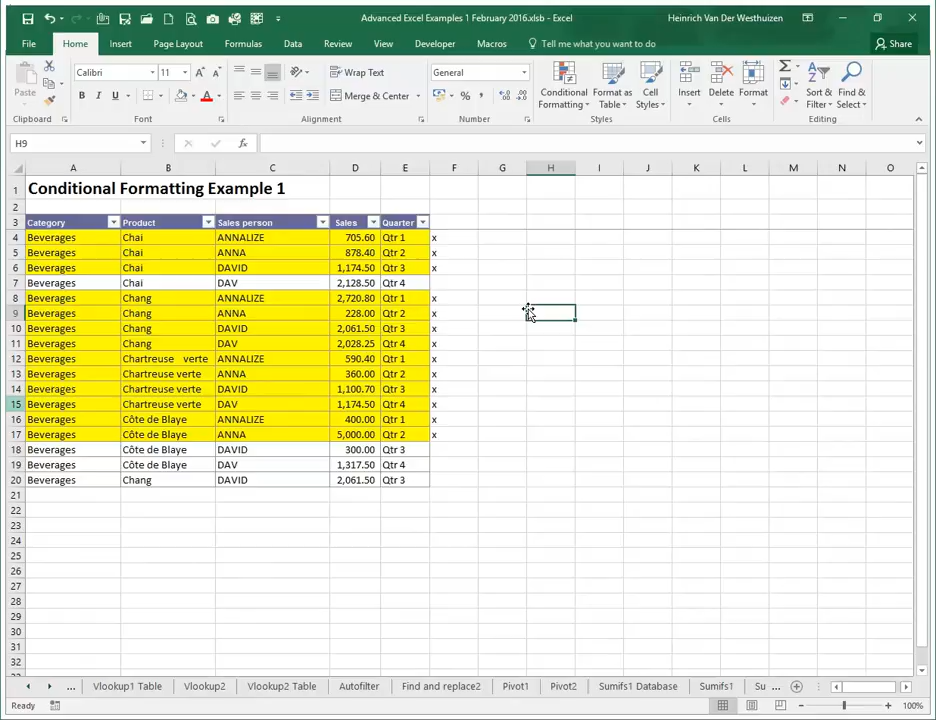 Advanced Excel Examples 1 February 2016.xlsb - Excel
Heinrich Van Der Westhuizen
File Home Insert Page Layout Formulas Data Review View Developer Macros Tell me what you want to do Share
Calibri 11 Wrap Text General
Paste B I U Merge & Center % , Conditional Formatting Format as Table Cell Styles Insert Delete Format Sort & Filter Find & Select
Clipboard Font Alignment Number Styles Cells Editing
H9 fx
A B C D E F G H I J K L M N O
1 Conditional Formatting Example 1
2
3 Category Product Sales person Sales Quarter
4 Beverages Chai ANNALIZE 705.60 Qtr 1 x
5 Beverages Chai ANNA 878.40 Qtr 2 x
6 Beverages Chai DAVID 1,174.50 Qtr 3 x
7 Beverages Chai DAV 2,128.50 Qtr 4
8 Beverages Chang ANNALIZE 2,720.80 Qtr 1 x
9 Beverages Chang ANNA 228.00 Qtr 2 x
10 Beverages Chang DAVID 2,061.50 Qtr 3 x
11 Beverages Chang DAV 2,028.25 Qtr 4 x
12 Beverages Chartreuse verte ANNALIZE 590.40 Qtr 1 x
13 Beverages Chartreuse verte ANNA 360.00 Qtr 2 x
14 Beverages Chartreuse verte DAVID 1,100.70 Qtr 3 x
15 Beverages Chartreuse verte DAV 1,174.50 Qtr 4 x
16 Beverages Côte de Blaye ANNALIZE 400.00 Qtr 1 x
17 Beverages Côte de Blaye ANNA 5,000.00 Qtr 2 x
18 Beverages Côte de Blaye DAVID 300.00 Qtr 3
19 Beverages Côte de Blaye DAV 1,317.50 Qtr 4
20 Beverages Chang DAVID 2,061.50 Qtr 3
21
22
23
24
25
26
27
28
29
30
31
32
... Vlookup1 Table Vlookup2 Vlookup2 Table Autofilter Find and replace2 Pivot1 Pivot2 Sumifs1 Database Sumifs1 Su ...
Ready 100%